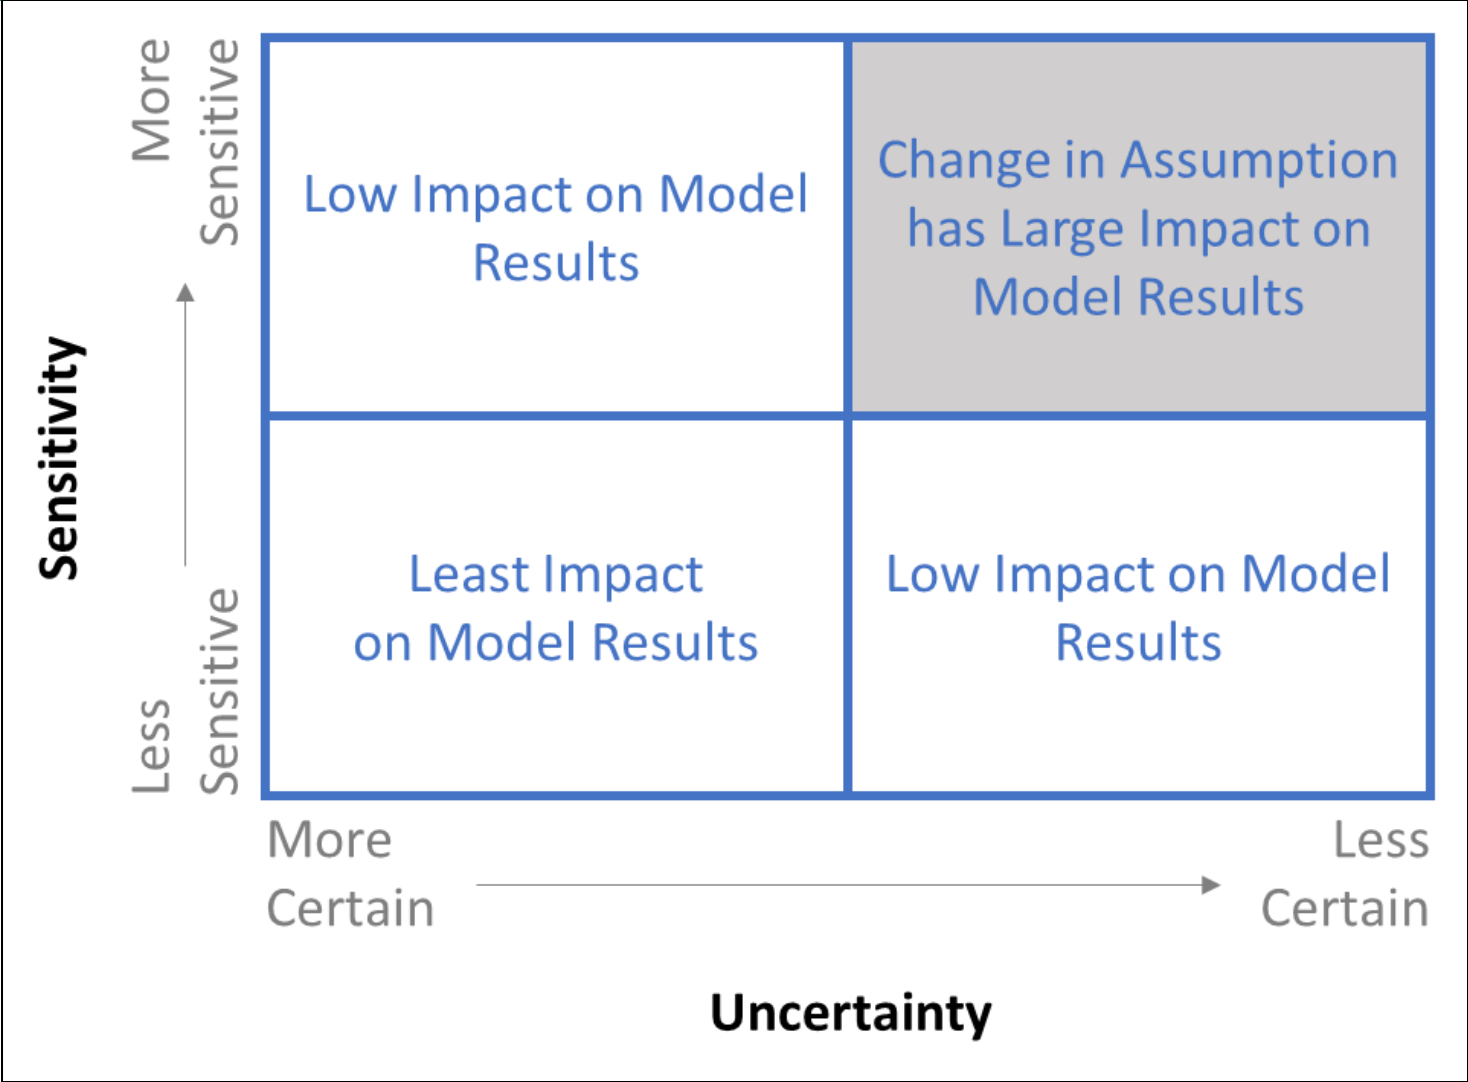 More
Sensitive
Low Impact on Model
Results
Change in Assumption
has Large Impact on
Model Results
Sensitivity
Less
Sensitive
Least Impact
on Model Results
Low Impact on Model
Results
More
Certain
Less
Certain
Uncertainty